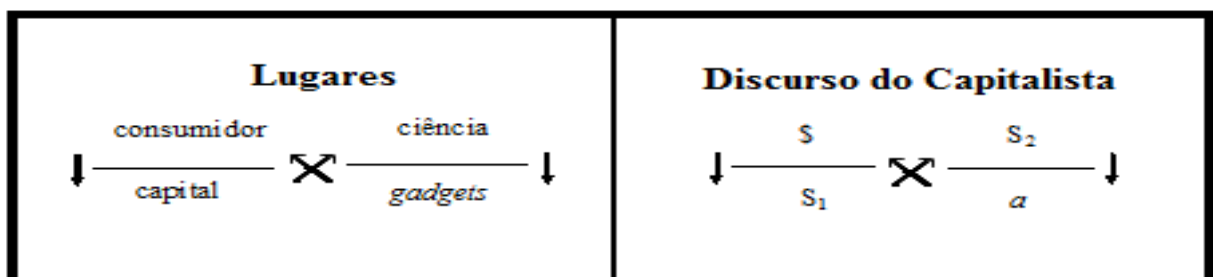 Lugares
consumidor ciência
capital gadgets
Discurso do Capitalista
$ S₂
S₁ a